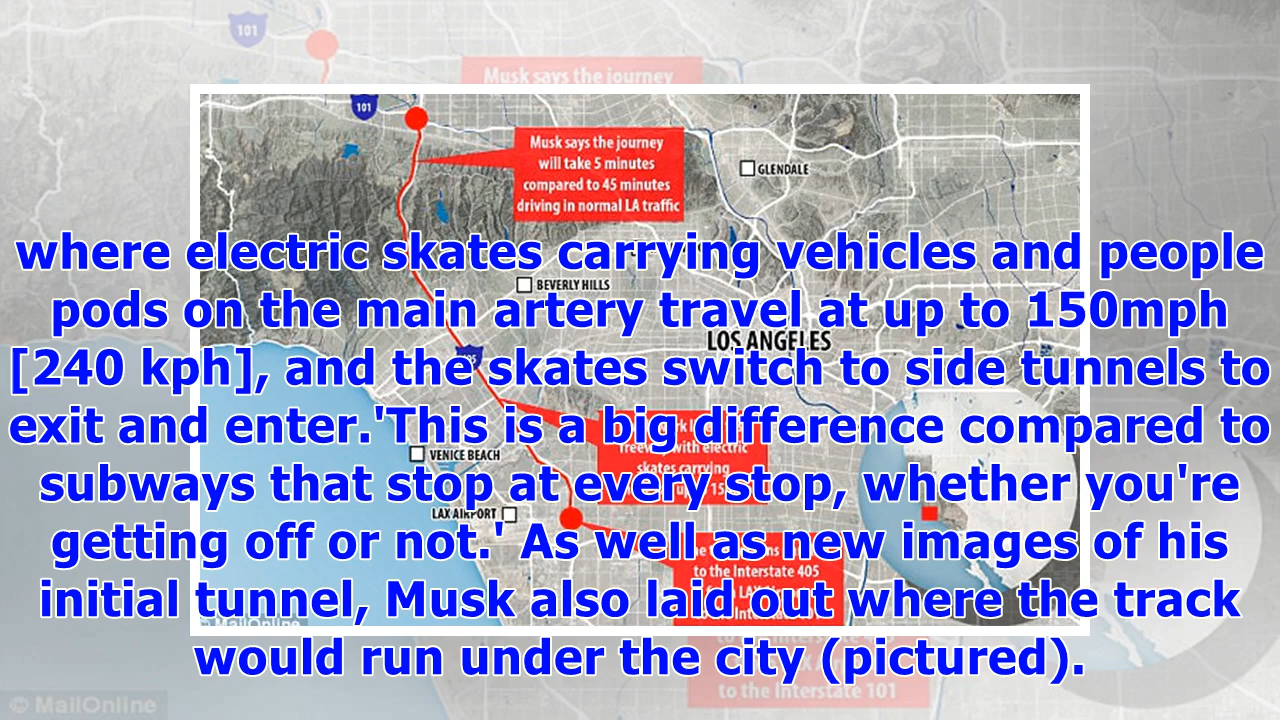 101
Musk says the journey
101
Musk says the journey
will take 5 minutes
compared to 45 minutes
driving in normal LA traffic
GLENDALE
where electric skates carrying vehicles and people
BEVERLY HILLS
pods on the main artery travel at up to 150mph
LOS ANGELES
[240 kph], and the skates switch to side tunnels to
exit and enter.'This is a big difference compared to
with electric
VENICE BEACH
skates carrying
subways that stop at every stop, whether you're
LAX AIRPORT
getting off or not.' As well as new images of his
to the Interstate 405
initial tunnel, Musk also laid out where the track
© MailOnline
would run under the city (pictured).
to the Interstate 101
© MailOnline